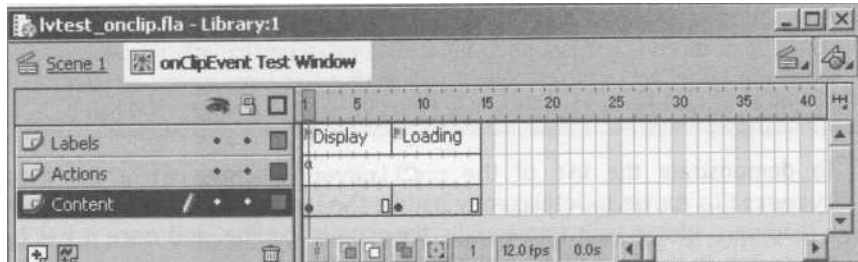 lvtest_onclip.fla - Library:1
Scene 1 onClipEvent Test Window
1 5 10 15 20 25 30 35 40
Labels Display Loading
Actions a
Content
1 12.0 fps 0.0s